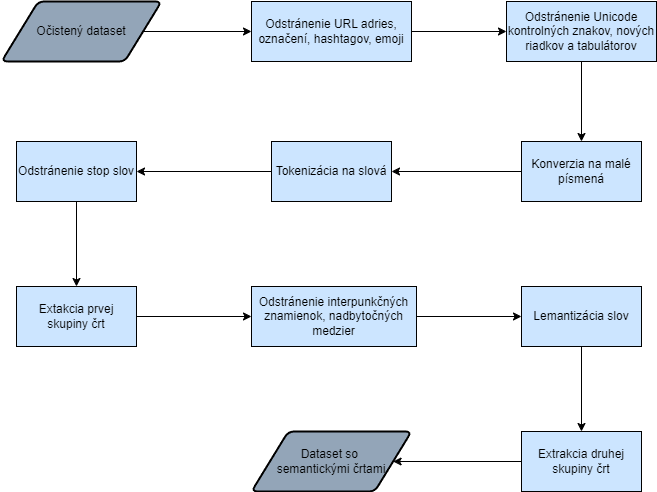 Očistený dataset
Odstránenie URL adries,
označení, hashtagov, emoji
Odstránenie Unicode
kontrolných znakov, nových
riadkov a tabulátorov
Konverzia na malé
písmená
Tokenizácia na slová
Odstránenie stop slov
Extakcia prvej
skupiny čŕt
Odstránenie interpunkčných
znamienok, nadbytočných
medzier
Lemantizácia slov
Extrakcia druhej
skupiny čŕt
Dataset so
semantickými črtami